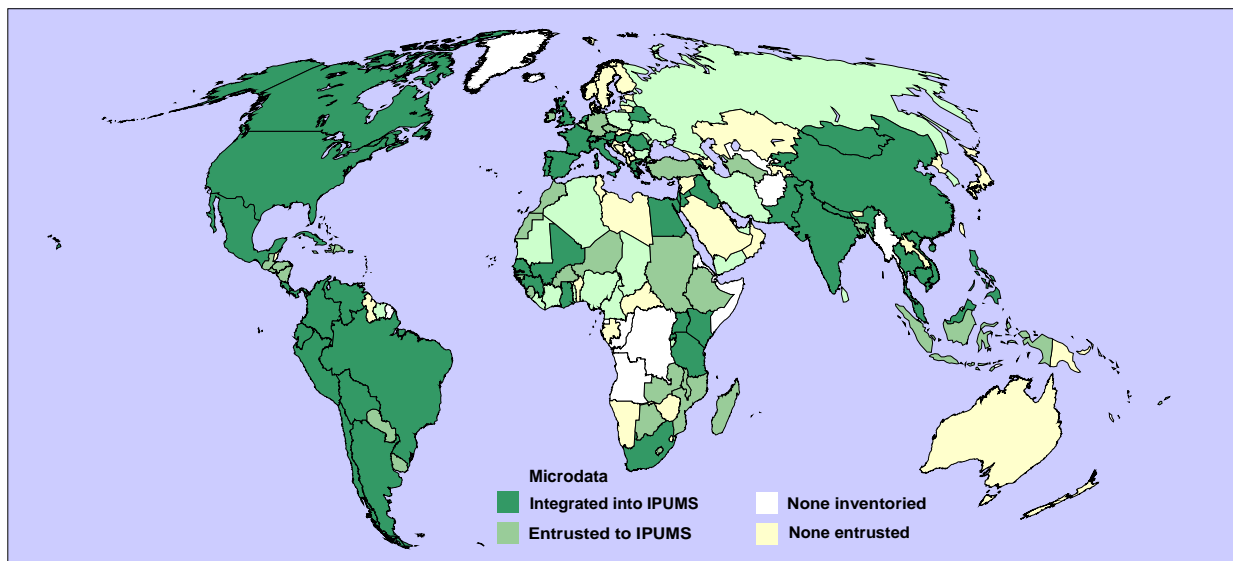 Microdata
Integrated into IPUMS
None inventoried
Entrusted to IPUMS
None entrusted